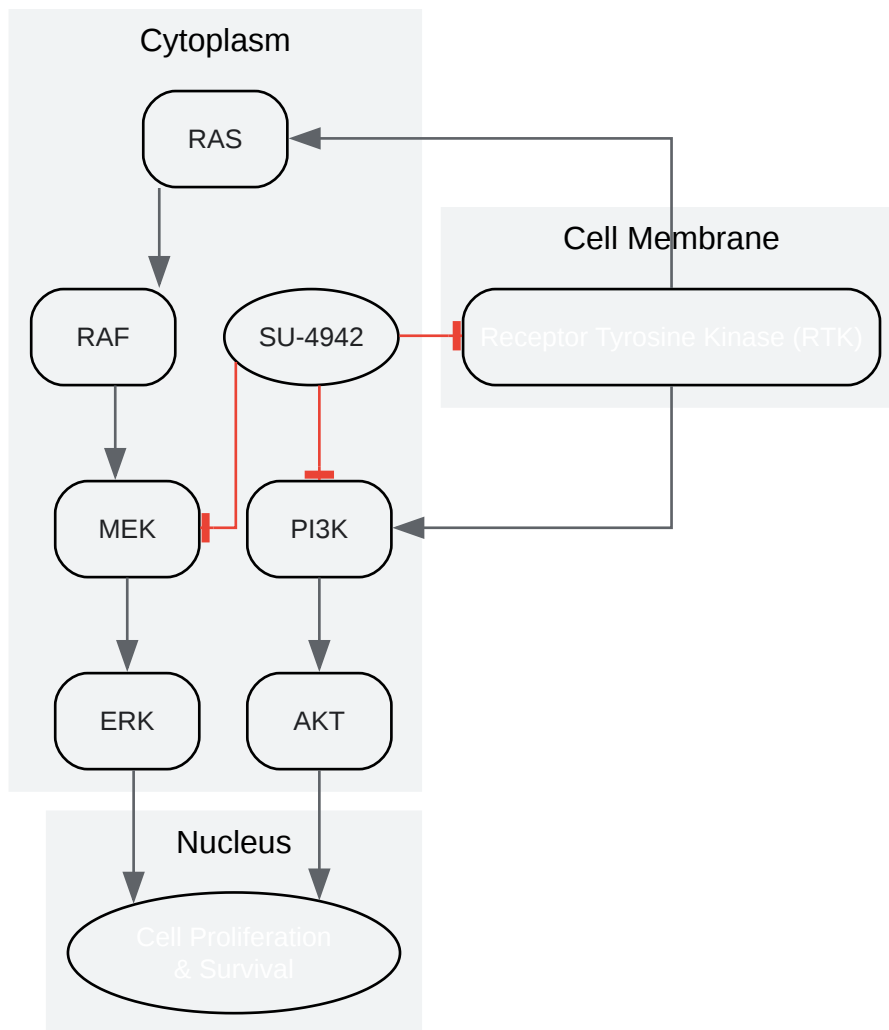 Cytoplasm
RAS
Cell Membrane
RAF
SU-4942
Receptor Tyrosine Kinase (RTK)
MEK
PI3K
ERK
AKT
Nucleus
Cell Proliferation
& Survival